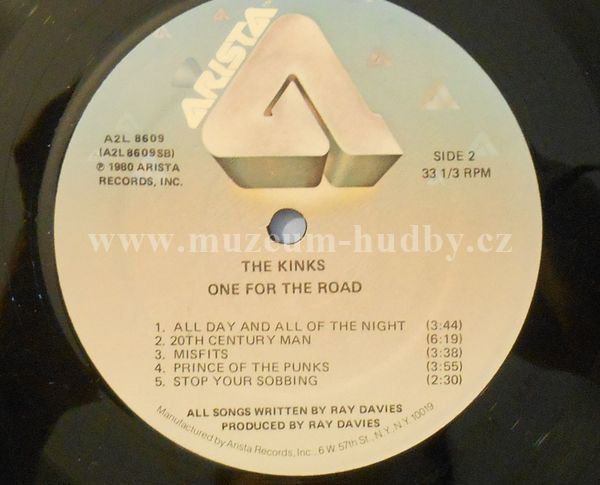 ARISTA™
A2L 8609
(A2L 8609SB)
℗ 1980 ARISTA
RECORDS, INC.
SIDE 2
33 1/3 RPM
www.muzeum-hudby.cz
THE KINKS
ONE FOR THE ROAD
1. ALL DAY AND ALL OF THE NIGHT (3:44)
2. 20TH CENTURY MAN (6:19)
3. MISFITS (3:38)
4. PRINCE OF THE PUNKS (3:55)
5. STOP YOUR SOBBING (2:30)
ALL SONGS WRITTEN BY RAY DAVIES
PRODUCED BY RAY DAVIES
Manufactured by Arista Records, Inc., 6 W. 57th St., N.Y., N.Y. 10019